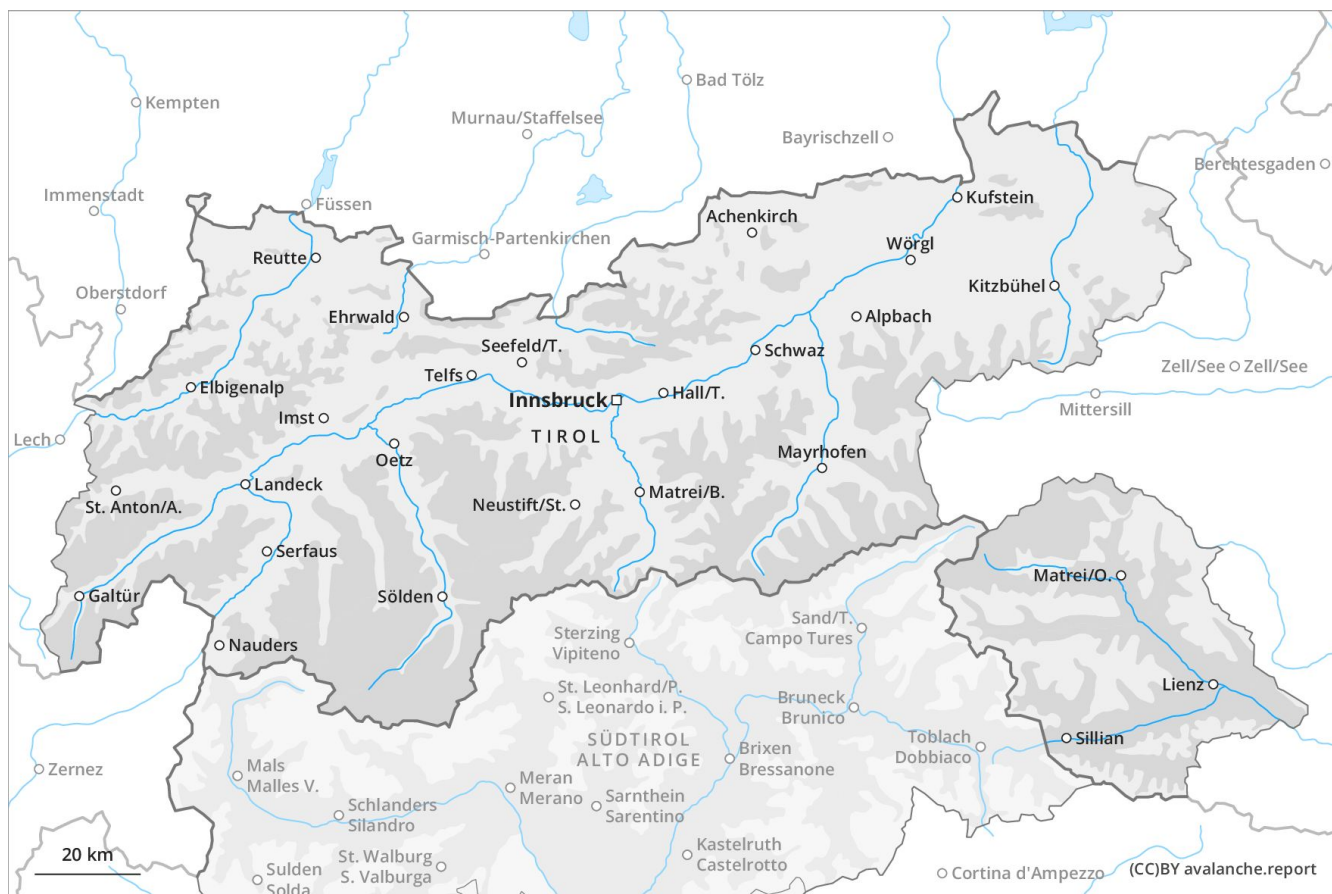 Kempten
Bad Tölz
Murnau/Staffelsee
Bayrischzell
Berchtesgaden
Immenstadt
Füssen
Kufstein
Achenkirch
Garmisch-Partenkirchen
Wörgl
Reutte
Oberstdorf
Kitzbühel
Ehrwald
Alpbach
Seefeld/T.
Schwaz
Telfs
Zell/See
Zell/See
Elbigenalp
Innsbruck
Hall/T.
Mittersill
Imst
TIROL
Lech
Oetz
Mayrhofen
Landeck
St. Anton/A.
Neustift/St.
Matrei/B.
Serfaus
Matrei/O.
Galtür
Sölden
Sand/T.
Campo Tures
Sterzing
Vipiteno
Nauders
Lienz
St. Leonhard/P.
S. Leonardo i. P.
Bruneck
Brunico
SÜDTIROL
ALTO ADIGE
Sillian
Toblach
Dobbiaco
Brixen
Bressanone
Zernez
Mals
Malles V.
Meran
Merano
Sarnthein
Sarentino
Schlanders
Silandro
Kastelruth
Castelrotto
20 km
St. Walburg
S. Valburga
Sulden
Solda
Cortina d'Ampezzo
(CC)BY avalanche.report